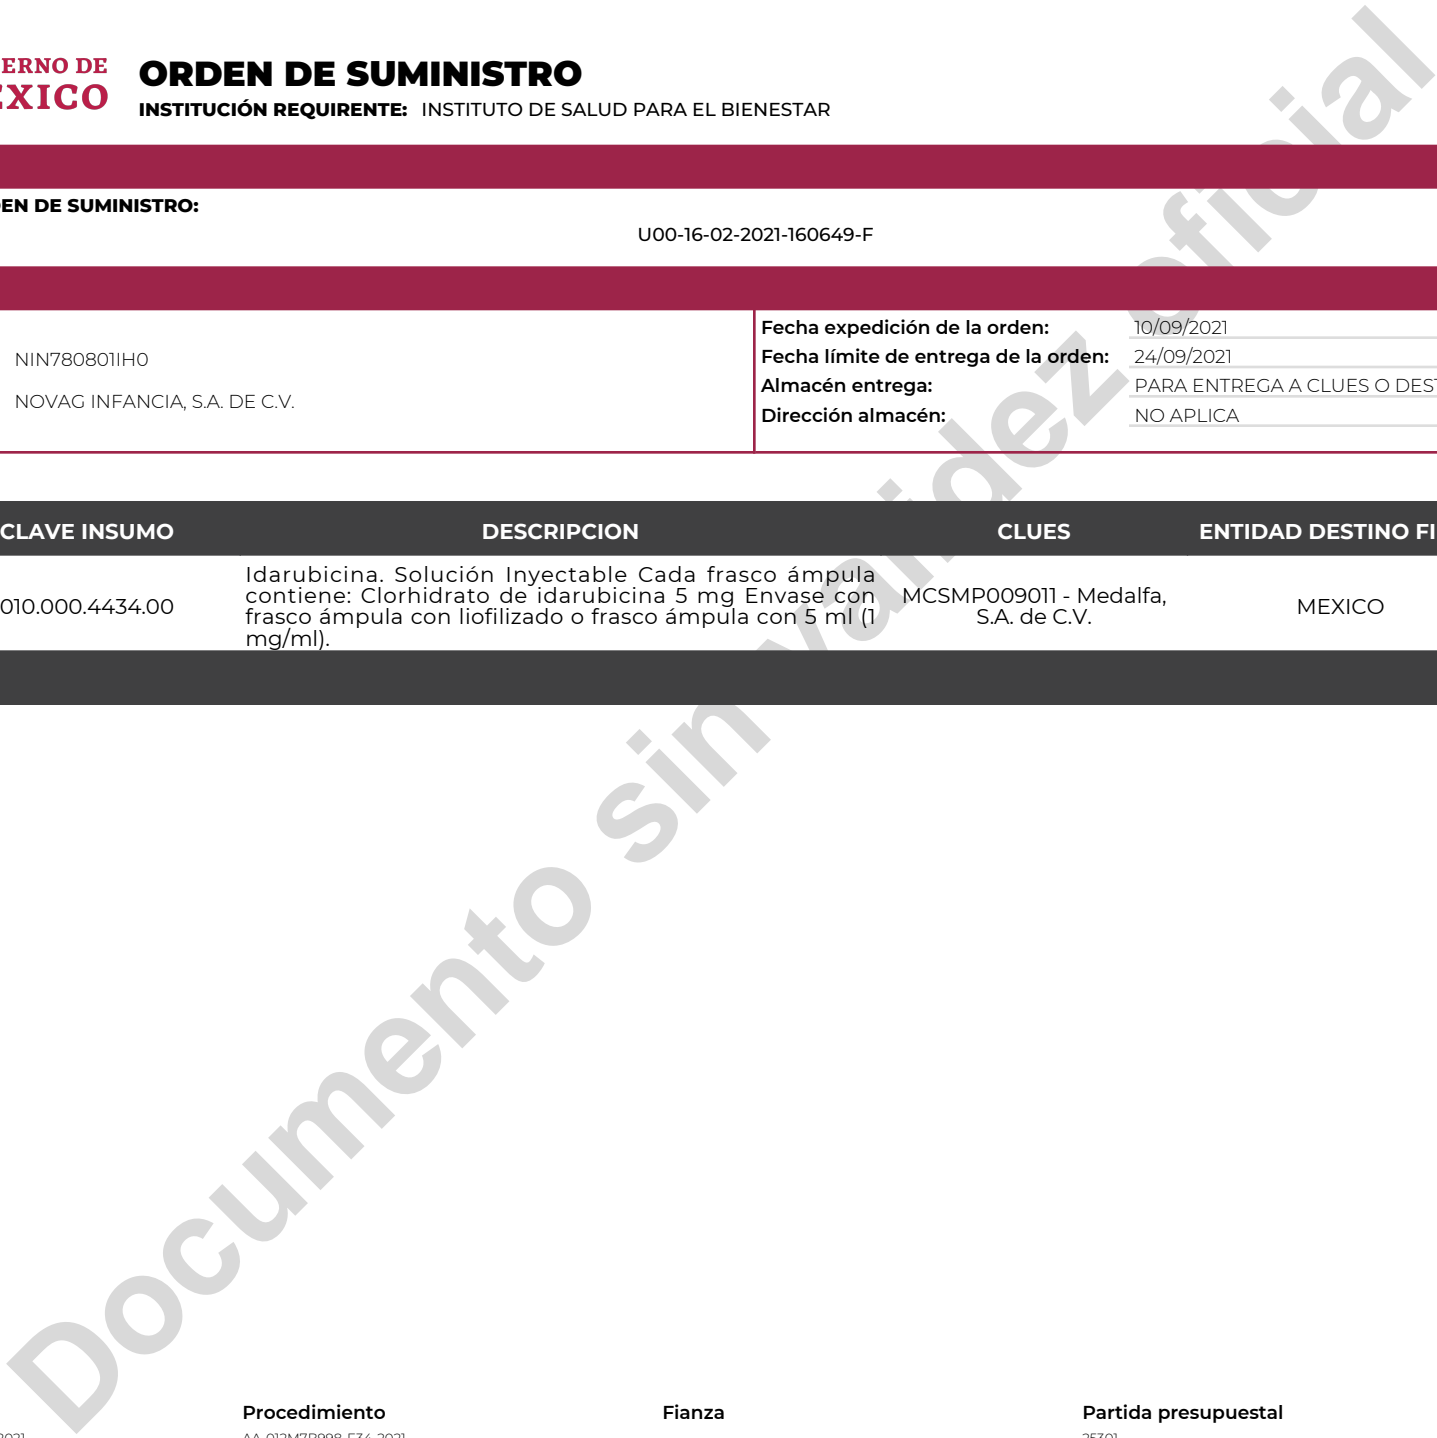 ERNO DE
EXICO
ORDEN DE SUMINISTRO
INSTITUCIÓN REQUIRENTE: INSTITUTO DE SALUD PARA EL BIENESTAR
EN DE SUMINISTRO:
U00-16-02-2021-160649-F
NIN780801IH0
NOVAG INFANCIA, S.A. DE C.V.
Fecha expedición de la orden: 10/09/2021
Fecha límite de entrega de la orden: 24/09/2021
Almacén entrega: PARA ENTREGA A CLUES O DEST
Dirección almacén: NO APLICA
CLAVE INSUMO DESCRIPCION CLUES ENTIDAD DESTINO FI
010.000.4434.00
Idarubicina. Solución Inyectable Cada frasco ámpula
contiene: Clorhidrato de idarubicina 5 mg Envase con
frasco ámpula con liofilizado o frasco ámpula con 5 ml (1
mg/ml).
MCSMP009011 - Medalfa,
S.A. de C.V.
MEXICO
Documento sin validez oficial
Procedimiento Fianza Partida presupuestal